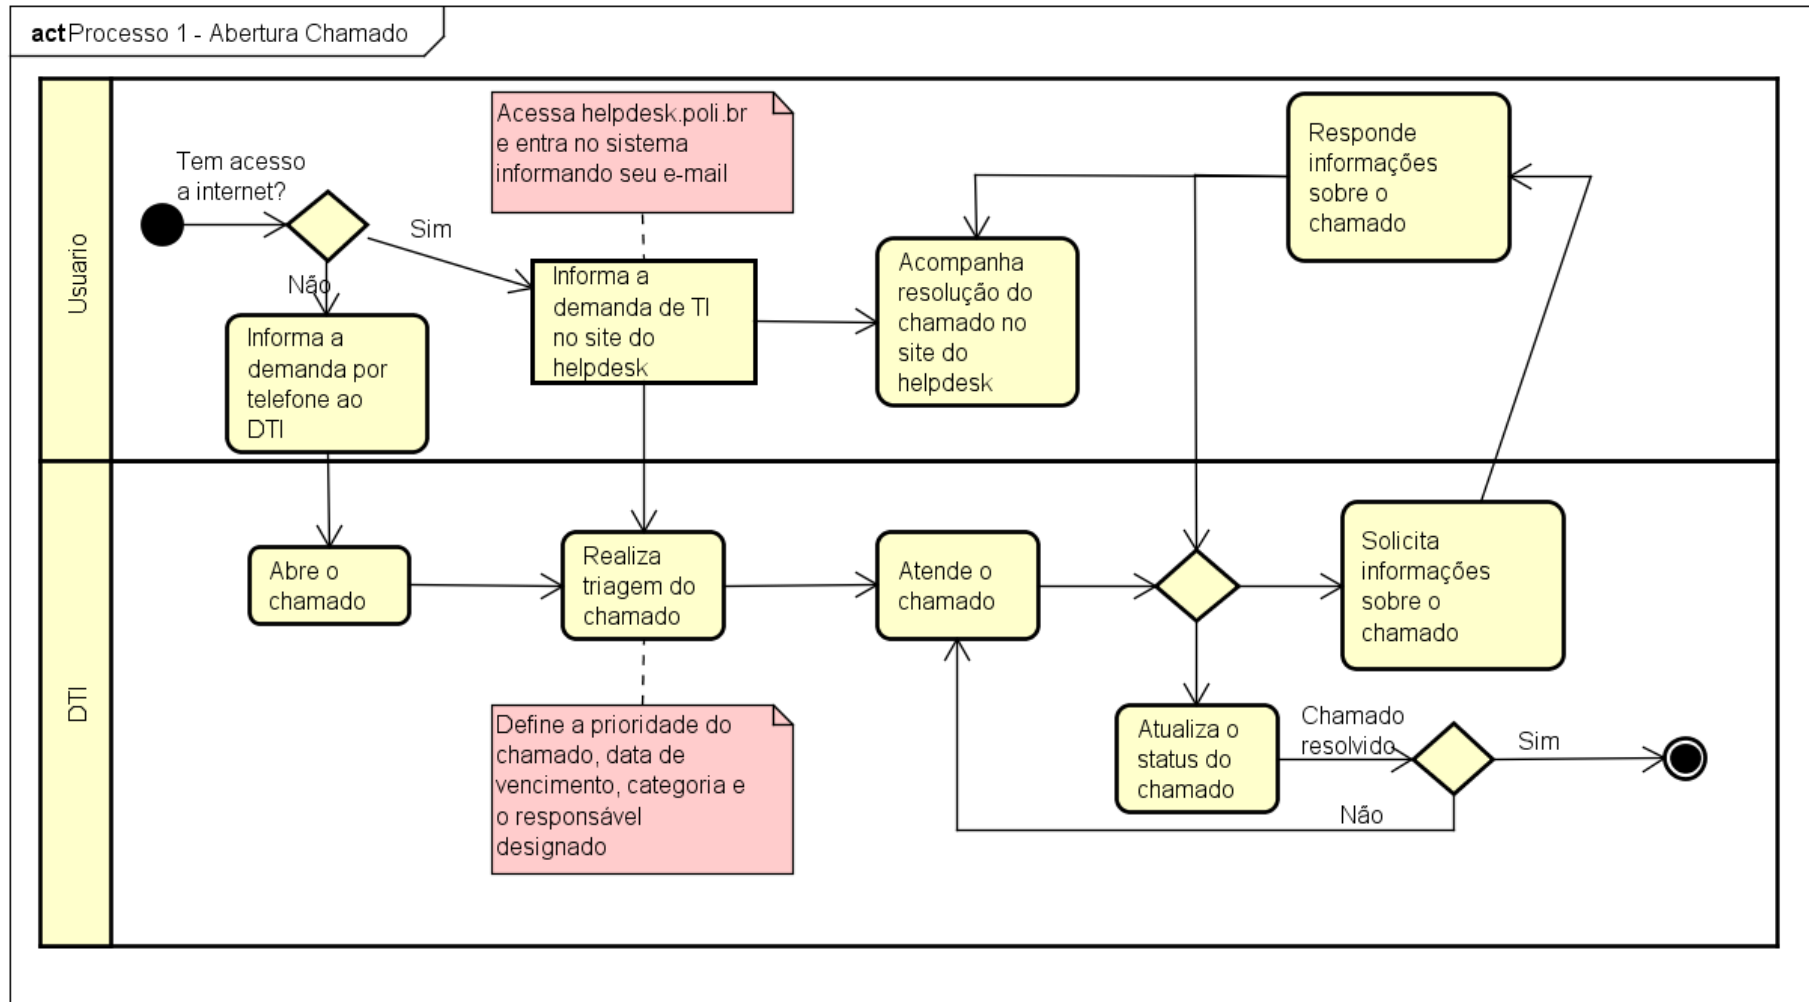 act Processo 1 - Abertura Chamado
Usuario
Tem acesso
a internet?
Sim
Não
Acessa helpdesk.poli.br
e entra no sistema
informando seu e-mail
Informa a
demanda de TI
no site do
helpdesk
Acompanha
resolução do
chamado no
site do
helpdesk
Responde
informações
sobre o
chamado
Informa a
demanda por
telefone ao
DTI
DTI
Abre o
chamado
Realiza
triagem do
chamado
Atende o
chamado
Solicita
informações
sobre o
chamado
Define a prioridade do
chamado, data de
vencimento, categoria e
o responsável
designado
Atualiza o
status do
chamado
Chamado
resolvido
Sim
Não